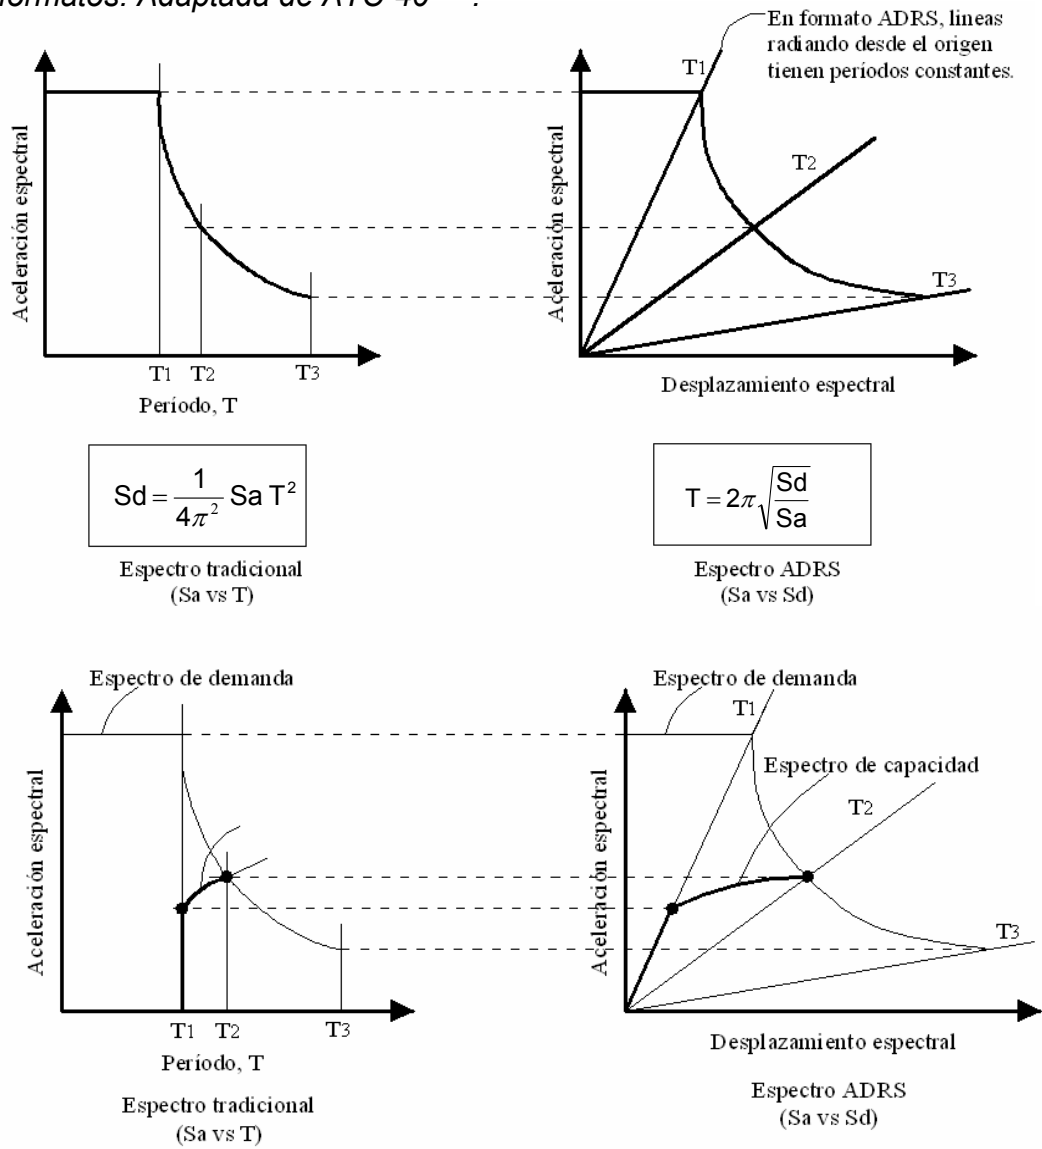 formatos. Adaptada de ATC-40
En formato ADRS, lineas
radiando desde el origen
tienen períodos constantes.
T1
T2
T3
Aceleración espectral
T1 T2 T3
Período, T
Aceleración espectral
Desplazamiento espectral
Sd = 1/4π² Sa T²
T = 2π√Sd/Sa
Espectro tradicional
(Sa vs T)
Espectro ADRS
(Sa vs Sd)
Espectro de demanda
Aceleración espectral
T1 T2 T3
Período, T
Espectro tradicional
(Sa vs T)
Espectro de demanda
T1
Espectro de capacidad
T2
T3
Aceleración espectral
Desplazamiento espectral
Espectro ADRS
(Sa vs Sd)